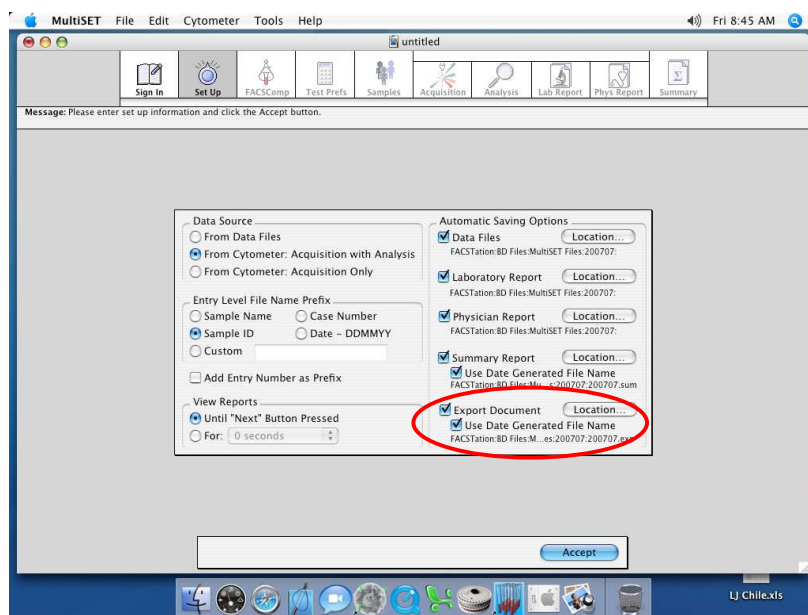 MultiSET File Edit Cytometer Tools Help Fri 8:45 AM
untitled
Sign In Set Up FACSComp Test Prefs Samples Acquisition Analysis Lab Report Phys Report Summary
Message: Please enter set up information and click the Accept button.
Data Source
From Data Files
From Cytometer: Acquisition with Analysis
From Cytometer: Acquisition Only
Entry Level File Name Prefix
Sample Name Case Number
Sample ID Date - DDMMYY
Custom
Add Entry Number as Prefix
View Reports
Until "Next" Button Pressed
For: 0 seconds
Automatic Saving Options
Data Files Location...
FACStation:BD Files:MultiSET Files:200707:
Laboratory Report Location...
FACStation:BD Files:MultiSET Files:200707:
Physician Report Location...
FACStation:BD Files:MultiSET Files:200707:
Summary Report Location...
Use Date Generated File Name
FACStation:BD Files:Mu...s:200707:200707.sum
Export Document Location...
Use Date Generated File Name
FACStation:BD Files:M...es:200707:200707.exp
Accept
LJ Chile.xls